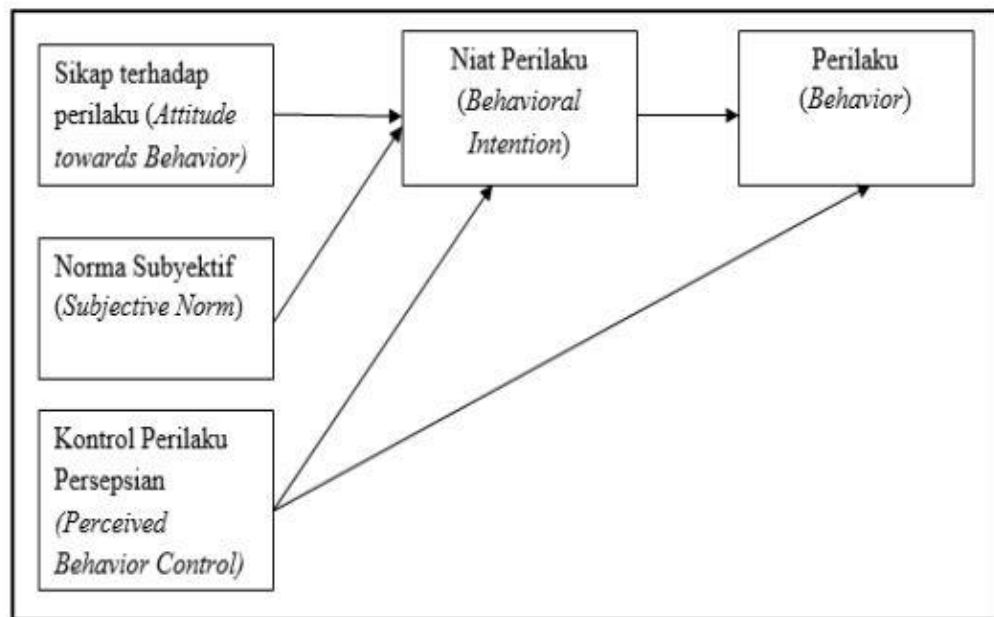 Sikap terhadap
perilaku (Attitude
towards Behavior)
Niat Perilaku
(Behavioral
Intention)
Perilaku
(Behavior)
Norma Subyektif
(Subjective Norm)
Kontrol Perilaku
Persepsian
(Perceived
Behavior Control)